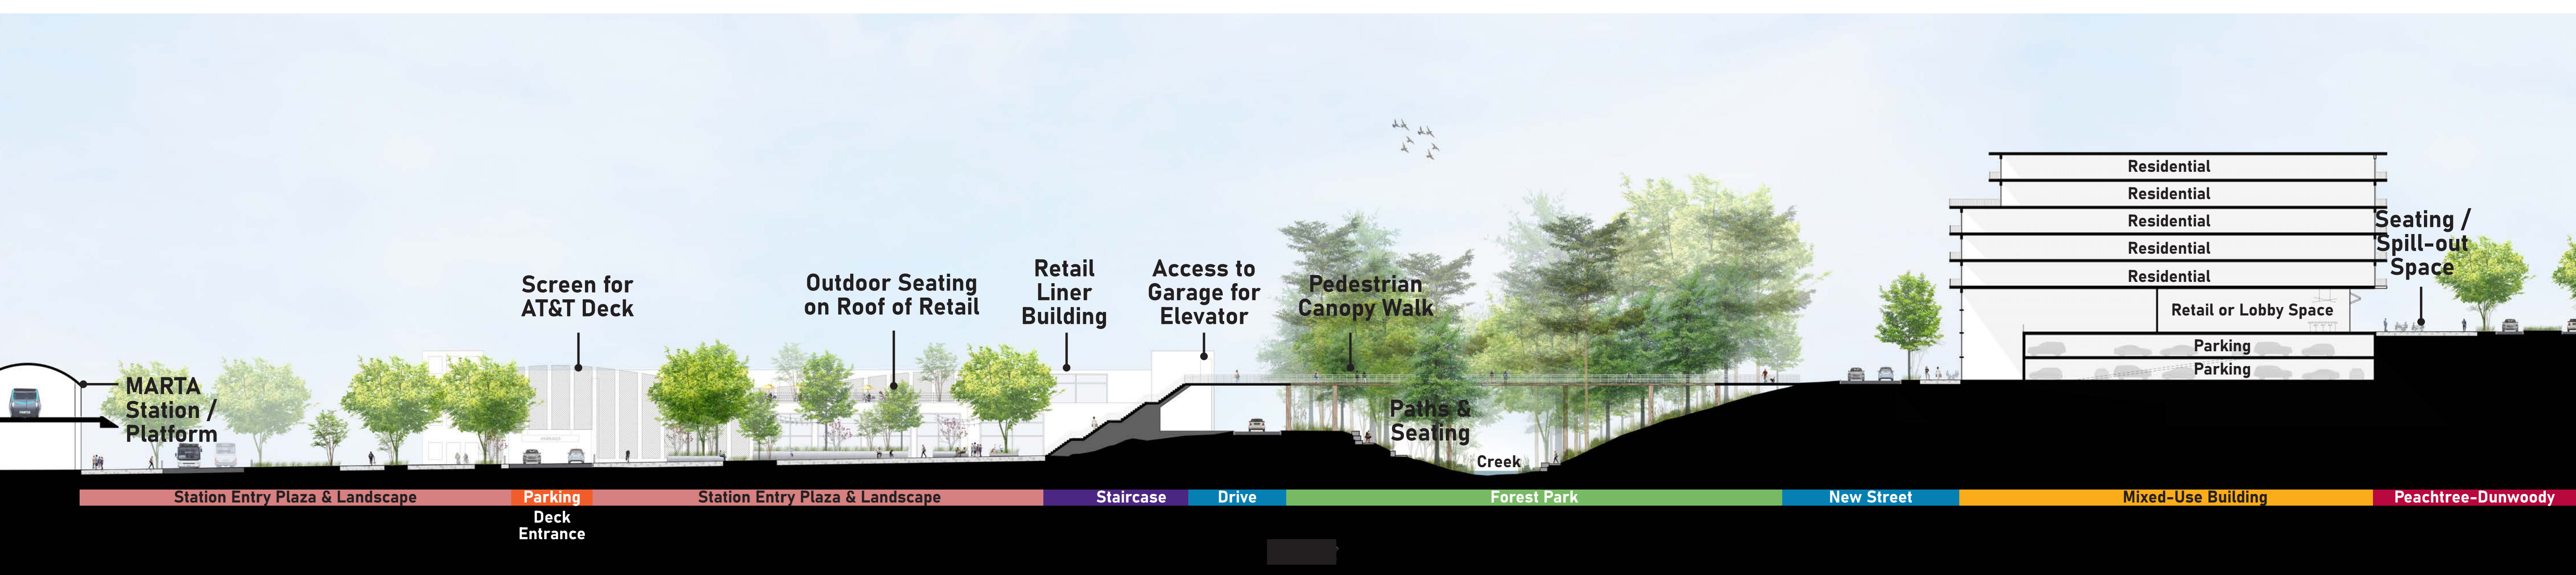 MARTA
Station /
Platform
Screen for
AT&T Deck
Outdoor Seating
on Roof of Retail
Retail
Liner
Building
Access to
Garage for
Elevator
Pedestrian
Canopy Walk
Paths &
Seating
Creek
Residential
Residential
Residential
Residential
Residential
Retail or Lobby Space
Parking
Parking
Seating /
Spill-out
Space
Station Entry Plaza & Landscape
Parking
Deck
Entrance
Station Entry Plaza & Landscape
Staircase
Drive
Forest Park
New Street
Mixed-Use Building
Peachtree-Dunwoody